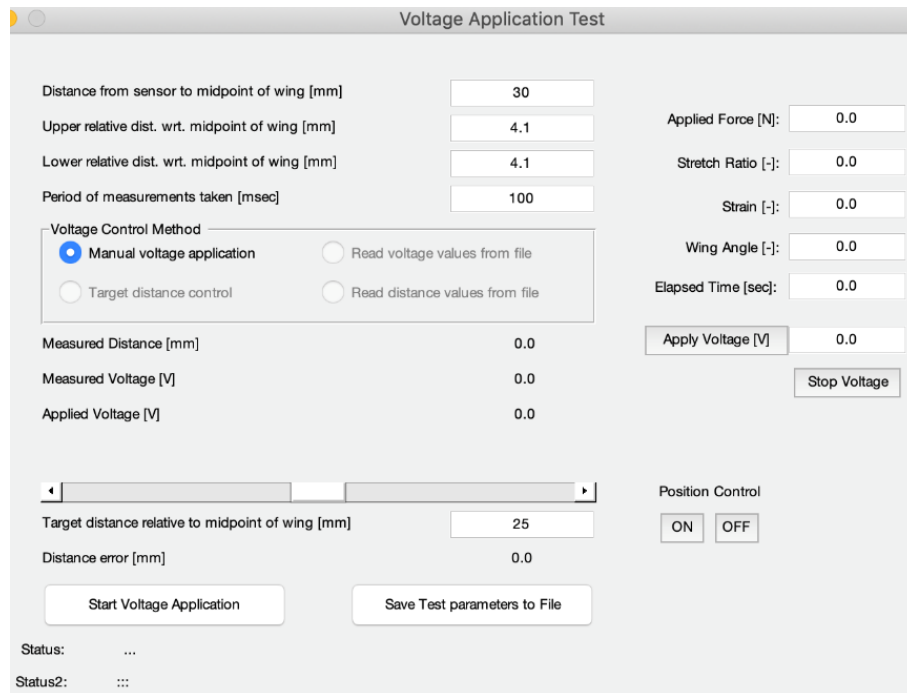 Voltage Application Test
Distance from sensor to midpoint of wing [mm] 30
Upper relative dist. wrt. midpoint of wing [mm] 4.1
Lower relative dist. wrt. midpoint of wing [mm] 4.1
Period of measurements taken [msec] 100
Voltage Control Method
Manual voltage application Read voltage values from file
Target distance control Read distance values from file
Measured Distance [mm] 0.0
Measured Voltage [V] 0.0
Applied Voltage [V] 0.0
Target distance relative to midpoint of wing [mm] 25
Distance error [mm] 0.0
Start Voltage Application Save Test parameters to File
Status: ...
Status2: :::
Applied Force [N]: 0.0
Stretch Ratio [-]: 0.0
Strain [-]: 0.0
Wing Angle [-]: 0.0
Elapsed Time [sec]: 0.0
Apply Voltage [V] 0.0
Stop Voltage
Position Control
ON OFF